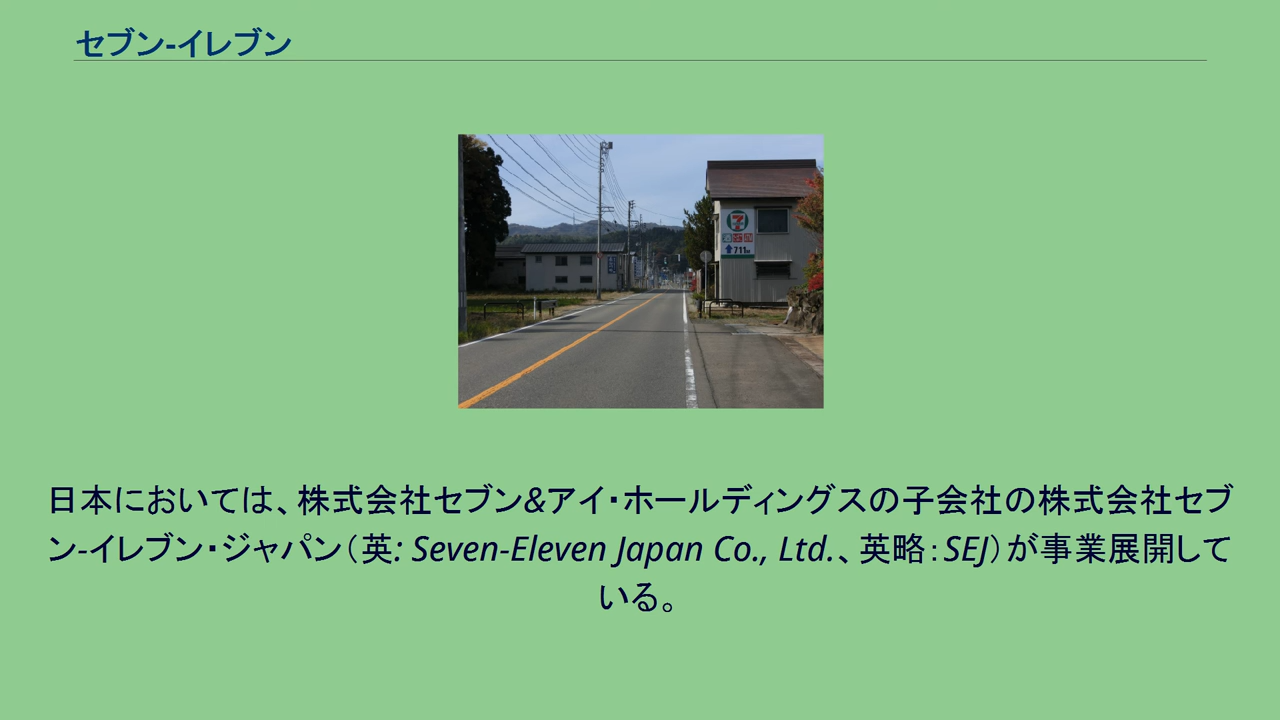 セブン-イレブン
7
711m
日本においては、株式会社セブン&アイ・ホールディングスの子会社の株式会社セブ
ン-イレブン・ジャパン（英: Seven-Eleven Japan Co., Ltd.、英略：SEJ）が事業展開して
いる。